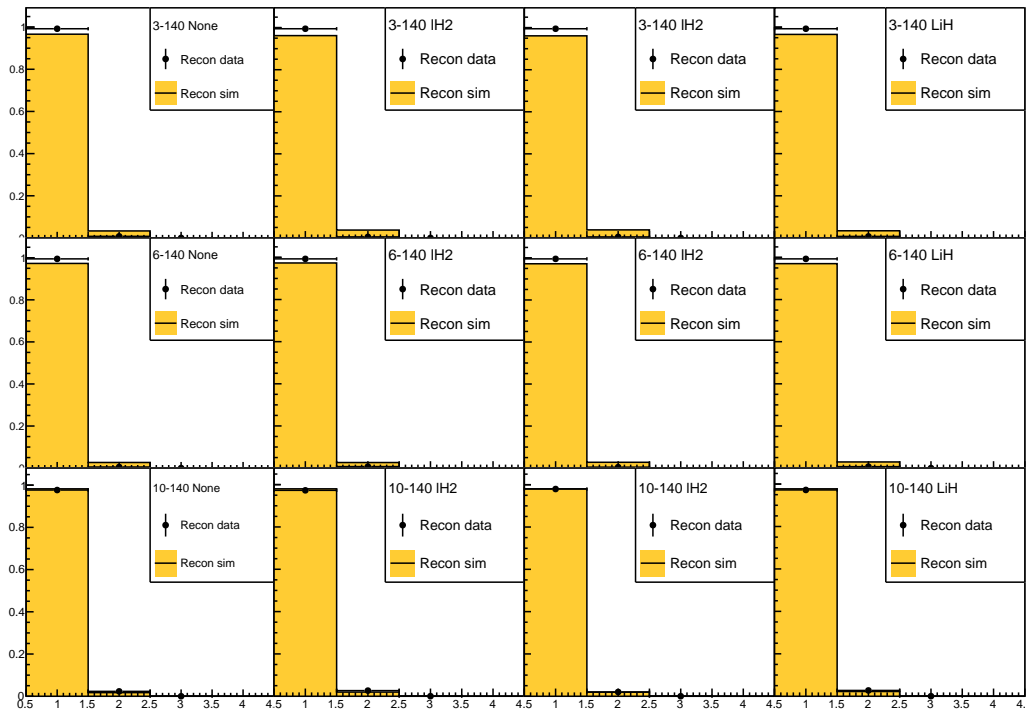 3-140 None
Recon data
Recon sim
3-140 lH2
Recon data
Recon sim
3-140 lH2
Recon data
Recon sim
3-140 LiH
Recon data
Recon sim
1
0.8
0.6
0.4
0.2
6-140 None
Recon data
Recon sim
6-140 lH2
Recon data
Recon sim
6-140 lH2
Recon data
Recon sim
6-140 LiH
Recon data
Recon sim
1
0.8
0.6
0.4
0.2
10-140 None
Recon data
Recon sim
10-140 lH2
Recon data
Recon sim
10-140 lH2
Recon data
Recon sim
10-140 LiH
Recon data
Recon sim
1
0.8
0.6
0.4
0.2
0
0.5 1 1.5 2 2.5 3 3.5 4 4.5 1 1.5 2 2.5 3 3.5 4 4.5 1 1.5 2 2.5 3 3.5 4 4.5 1 1.5 2 2.5 3 3.5 4